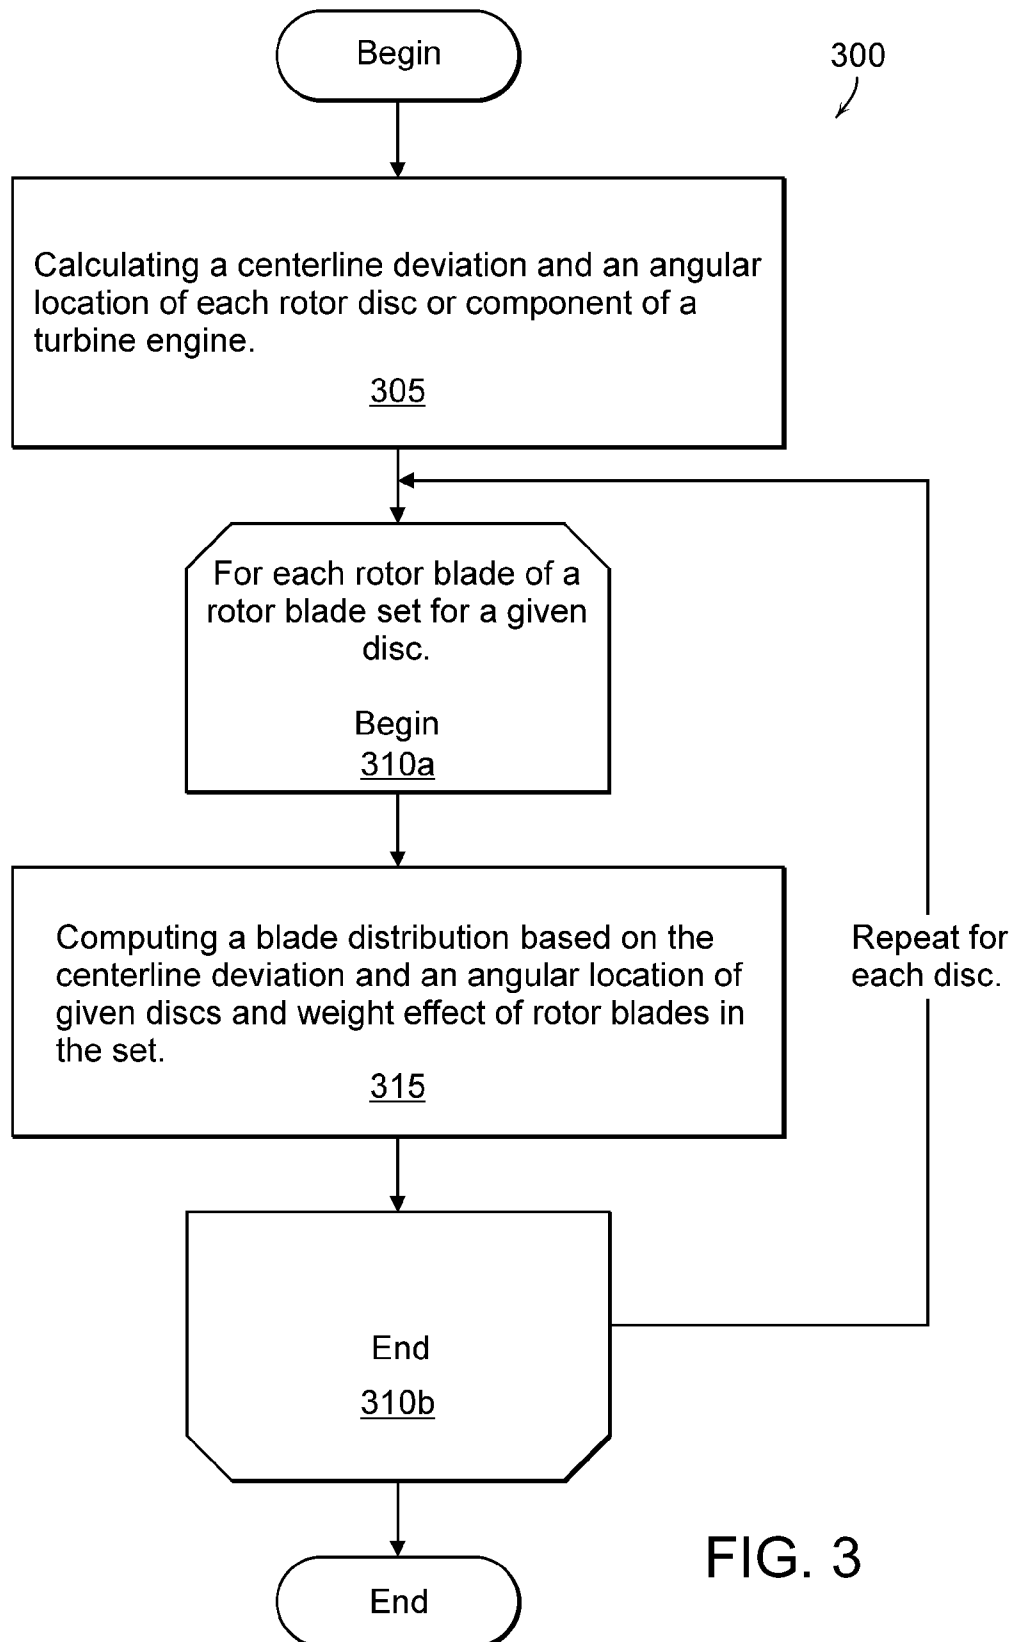 Begin
300
Calculating a centerline deviation and an angular
location of each rotor disc or component of a
turbine engine.
305
For each rotor blade of a
rotor blade set for a given
disc.
Begin
310a
Computing a blade distribution based on the
centerline deviation and an angular location of
given discs and weight effect of rotor blades in
the set.
315
Repeat for
each disc.
End
310b
End
FIG. 3